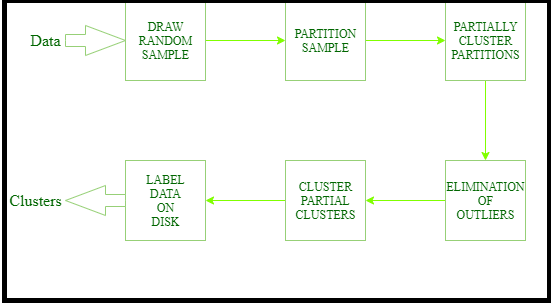 Data
DRAW
RANDOM
SAMPLE
PARTITION
SAMPLE
PARTIALLY
CLUSTER
PARTITIONS
ELIMINATION
OF
OUTLIERS
CLUSTER
PARTIAL
CLUSTERS
LABEL
DATA
ON
DISK
Clusters